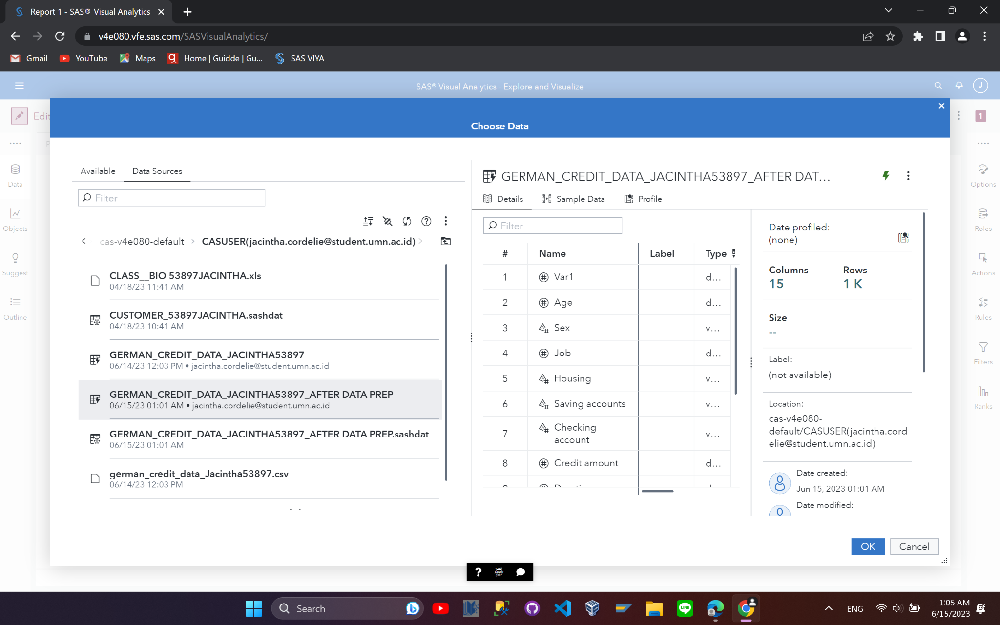 Report 1 - SAS® Visual Analytics
v4e080.vfe.sas.com/SASVisualAnalytics/
Gmail
YouTube
Maps
Home | Guidde | Gu...
SAS VIYA
SAS® Visual Analytics - Explore and Visualize
J
Edit
1
Choose Data
Data
Objects
Suggest
Outline
Available
Data Sources
Filter
cas-v4e080-default
CASUSER(jacintha.cordelie@student.umn.ac.id)
CLASS__BIO 53897JACINTHA.xls
04/18/23 11:41 AM
CUSTOMER_53897JACINTHA.sashdat
04/18/23 10:41 AM
GERMAN_CREDIT_DATA_JACINTHA53897
06/14/23 12:03 PM • jacintha.cordelie@student.umn.ac.id
GERMAN_CREDIT_DATA_JACINTHA53897_AFTER DATA PREP
06/15/23 01:01 AM • jacintha.cordelie@student.umn.ac.id
GERMAN_CREDIT_DATA_JACINTHA53897_AFTER DATA PREP.sashdat
06/15/23 01:01 AM
german_credit_data_Jacintha53897.csv
06/14/23 12:03 PM
GERMAN_CREDIT_DATA_JACINTHA53897_AFTER DAT...
Details
Sample Data
Profile
Filter
# Name Label Type
1 Var1 d...
2 Age d...
3 Sex v...
4 Job d...
5 Housing v...
6 Saving accounts v...
7 Checking account v...
8 Credit amount d...
Date profiled:
(none)
Columns Rows
15 1 K
Size
--
Label:
(not available)
Location:
cas-v4e080-
default/CASUSER(jacintha.cord
elie@student.umn.ac.id)
Date created:
Jun 15, 2023 01:01 AM
Date modified:
OK
Cancel
Options
Roles
Actions
Rules
Filters
Ranks
Search
LINE
ENG
1:05 AM
6/15/2023